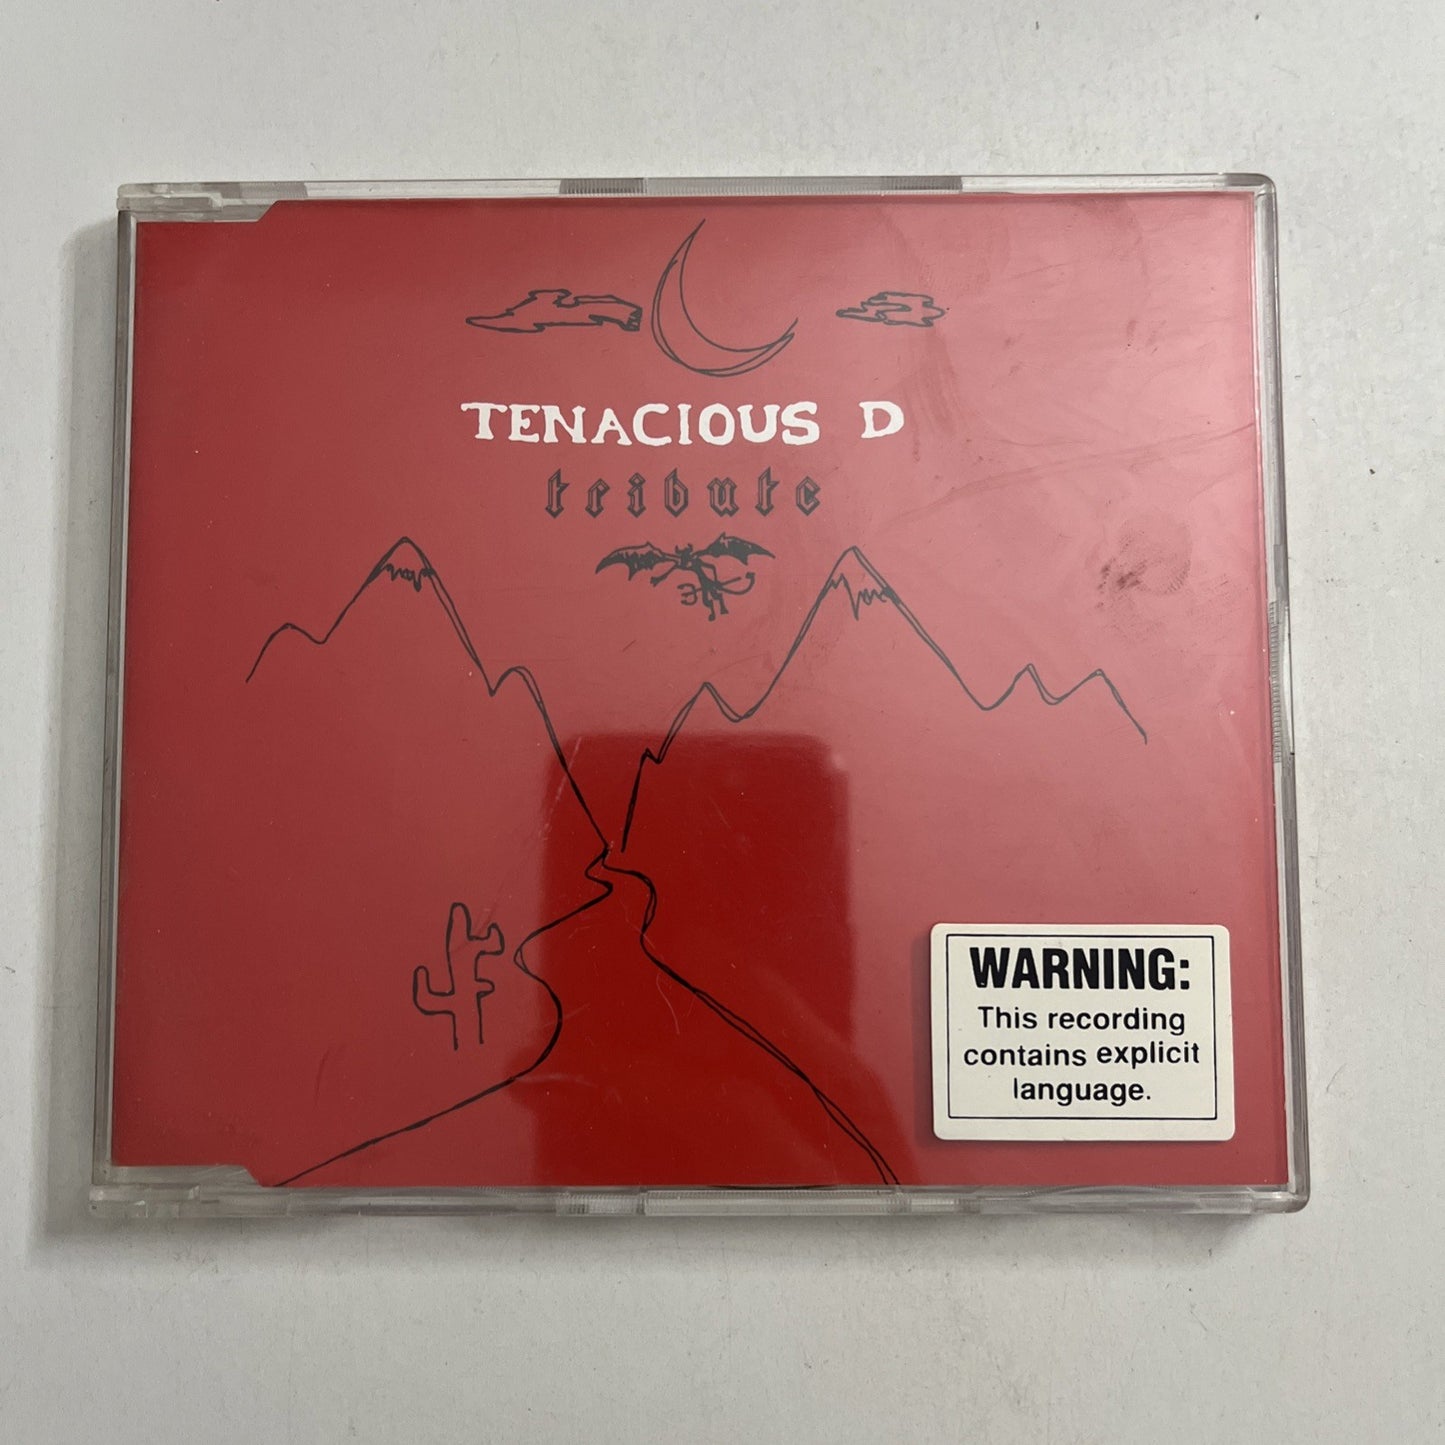 TENACIOUS D
tribute
WARNING:
This recording
contains explicit
language.